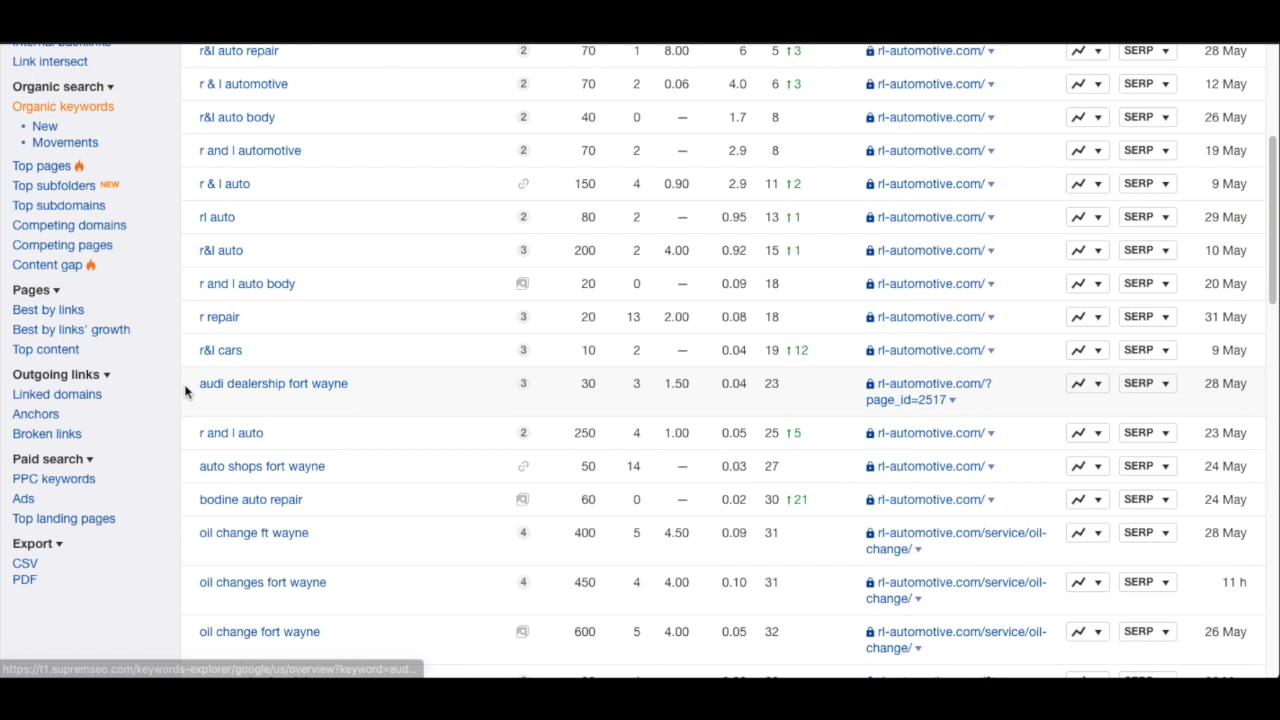 Internal backlinks
Link intersect
Organic search
Organic keywords
• New
• Movements
Top pages
Top subfolders NEW
Top subdomains
Competing domains
Competing pages
Content gap
Pages
Best by links
Best by links' growth
Top content
Outgoing links
Linked domains
Anchors
Broken links
Paid search
PPC keywords
Ads
Top landing pages
Export
CSV
PDF
r&l auto repair 2 70 1 8.00 6 5 ↑3 rl-automotive.com/ SERP 28 May
r & l automotive 2 70 2 0.06 4.0 6 ↑3 rl-automotive.com/ SERP 12 May
r&l auto body 2 40 0 — 1.7 8 rl-automotive.com/ SERP 26 May
r and l automotive 2 70 2 — 2.9 8 rl-automotive.com/ SERP 19 May
r & l auto 150 4 0.90 2.9 11 ↑2 rl-automotive.com/ SERP 9 May
rl auto 2 80 2 — 0.95 13 ↑1 rl-automotive.com/ SERP 29 May
r&l auto 3 200 2 4.00 0.92 15 ↑1 rl-automotive.com/ SERP 10 May
r and l auto body 20 0 — 0.09 18 rl-automotive.com/ SERP 20 May
r repair 3 20 13 2.00 0.08 18 rl-automotive.com/ SERP 31 May
r&l cars 3 10 2 — 0.04 19 ↑12 rl-automotive.com/ SERP 9 May
audi dealership fort wayne 3 30 3 1.50 0.04 23 rl-automotive.com/? SERP 28 May
page_id=2517
r and l auto 2 250 4 1.00 0.05 25 ↑5 rl-automotive.com/ SERP 23 May
auto shops fort wayne 50 14 — 0.03 27 rl-automotive.com/ SERP 24 May
bodine auto repair 60 0 — 0.02 30 ↑21 rl-automotive.com/ SERP 24 May
oil change ft wayne 4 400 5 4.50 0.09 31 rl-automotive.com/service/oil- SERP 28 May
change/
oil changes fort wayne 4 450 4 4.00 0.10 31 rl-automotive.com/service/oil- SERP 11 h
change/
oil change fort wayne 600 5 4.00 0.05 32 rl-automotive.com/service/oil- SERP 26 May
change/
https://t1.supremseo.com/keywords-explorer/google/us/overview?keyword=aud...